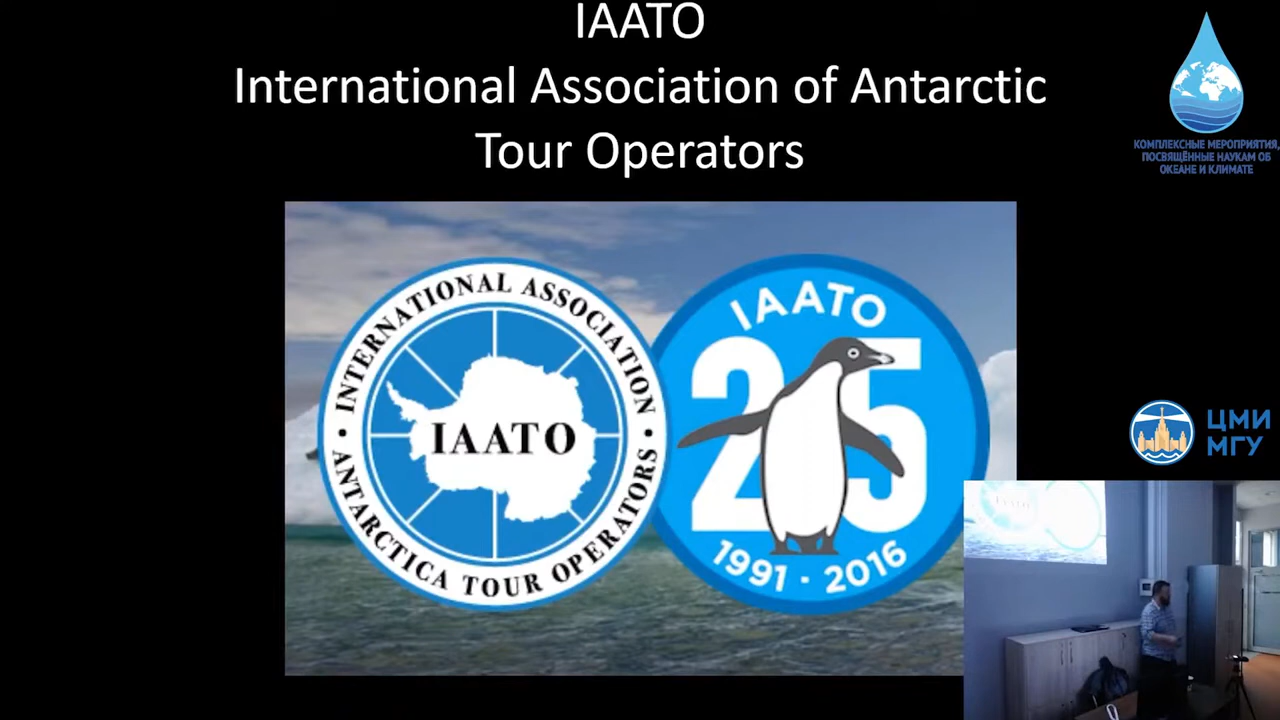 IAATO
International Association of Antarctic
Tour Operators
КОМПЛЕКСНЫЕ МЕРОПРИЯТИЯ,
ПОСВЯЩЁННЫЕ НАУКАМ ОБ
ОКЕАНЕ И КЛИМАТЕ
INTERNATIONAL ASSOCIATION
IAATO
• ANTARCTICA TOUR OPERATORS •
IAATO
25
1991 · 2016
ЦМИ
МГУ
IAATO